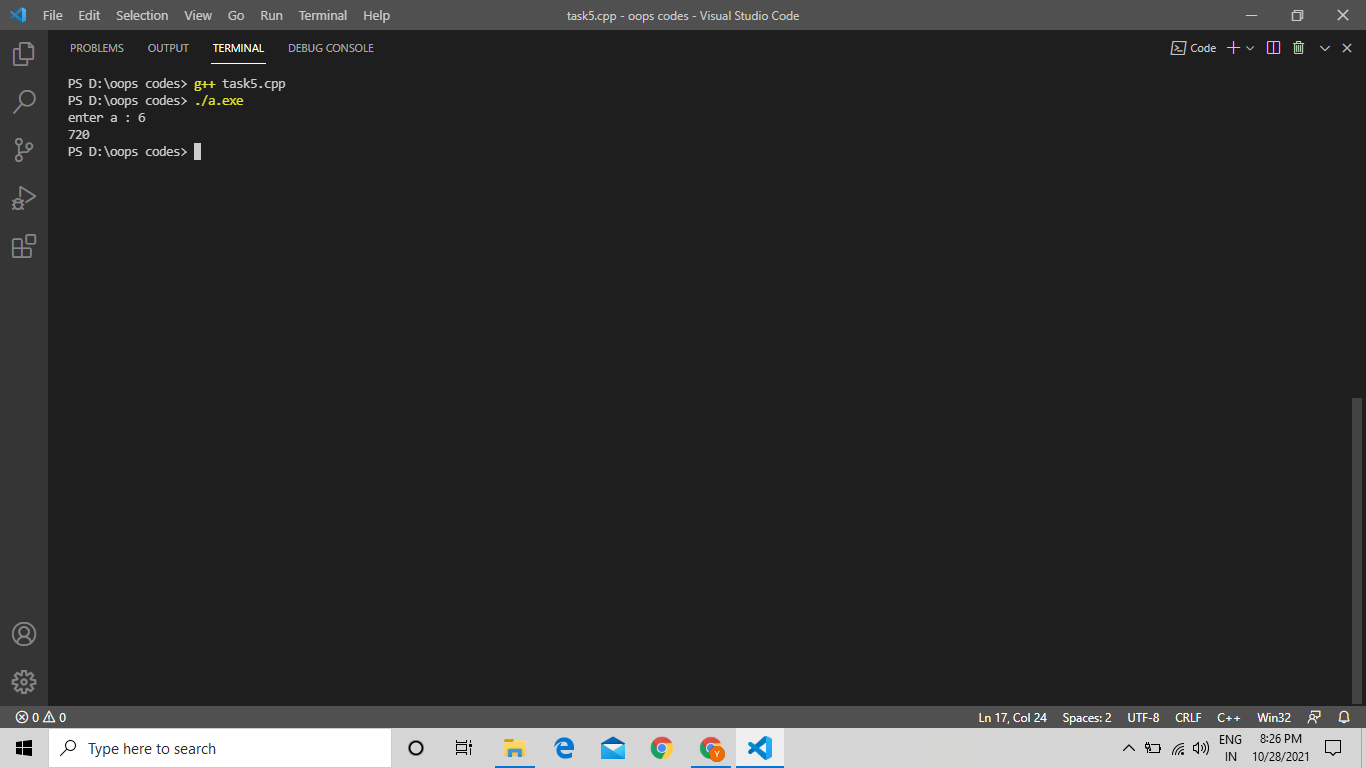 File Edit Selection View Go Run Terminal Help task5.cpp - oops codes - Visual Studio Code
PROBLEMS OUTPUT TERMINAL DEBUG CONSOLE Code
PS D:\oops codes> g++ task5.cpp
PS D:\oops codes> ./a.exe
enter a : 6
720
PS D:\oops codes>
0 0 Ln 17, Col 24 Spaces: 2 UTF-8 CRLF C++ Win32
Type here to search
Y
ENG
IN
8:26 PM
10/28/2021